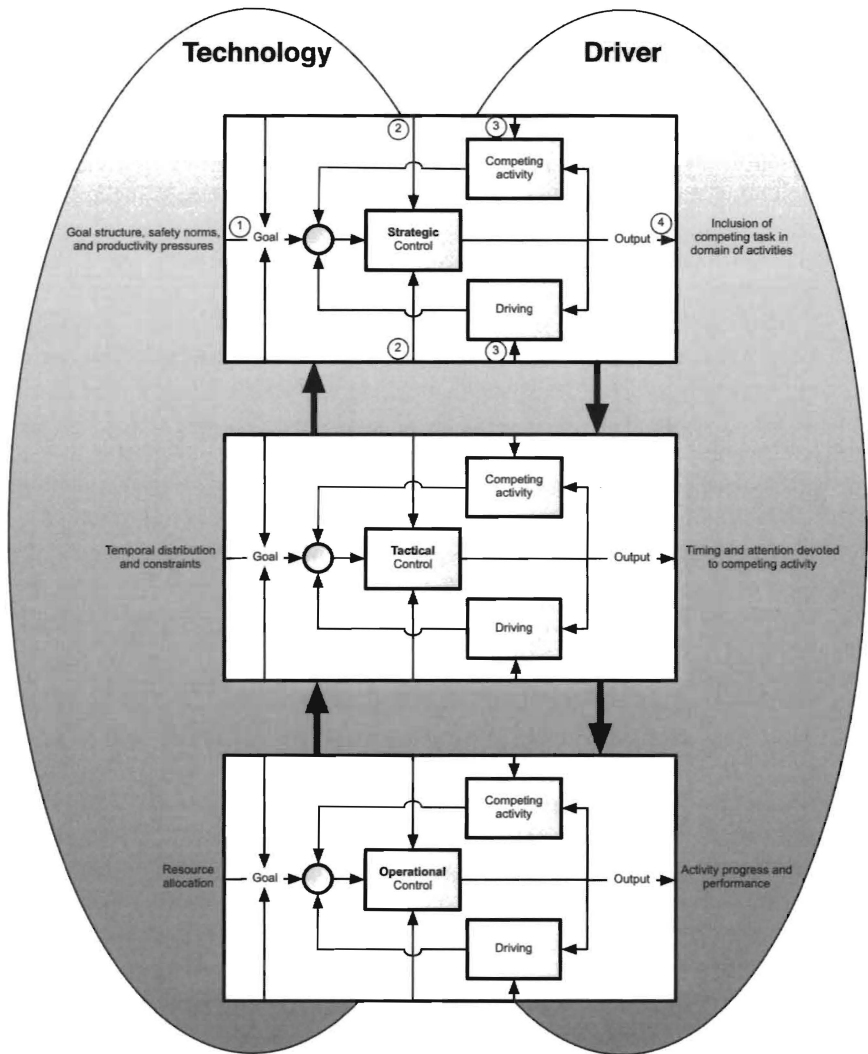 Technology
Driver
2
3
Competing
activity
1
4
Goal structure, safety norms,
and productivity pressures
Goal
Strategic
Control
Output
Inclusion of
competing task in
domain of activities
Driving
2
3
Competing
activity
Temporal distribution
and constraints
Goal
Tactical
Control
Output
Timing and attention devoted
to competing activity
Driving
Competing
activity
Resource
allocation
Goal
Operational
Control
Output
Activity progress and
performance
Driving